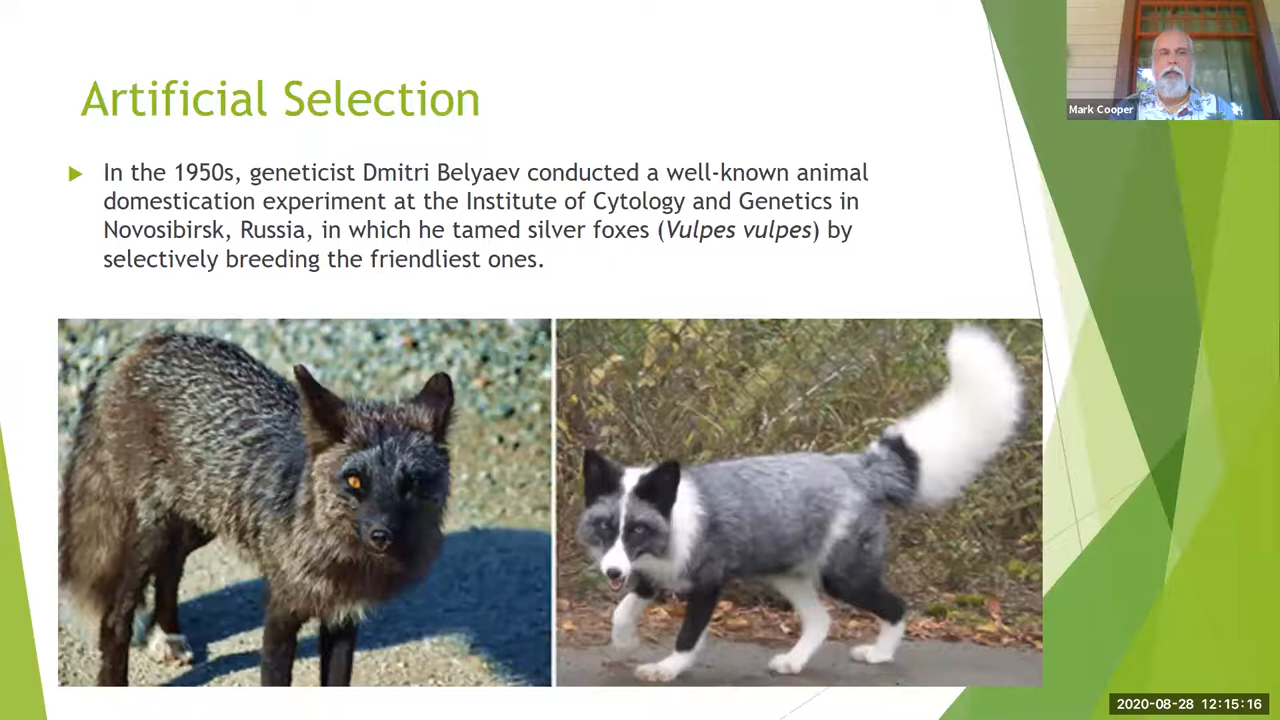 Artificial Selection
In the 1950s, geneticist Dmitri Belyaev conducted a well-known animal
domestication experiment at the Institute of Cytology and Genetics in
Novosibirsk, Russia, in which he tamed silver foxes (Vulpes vulpes) by
selectively breeding the friendliest ones.
Mark Cooper
2020-08-28 12:15:16